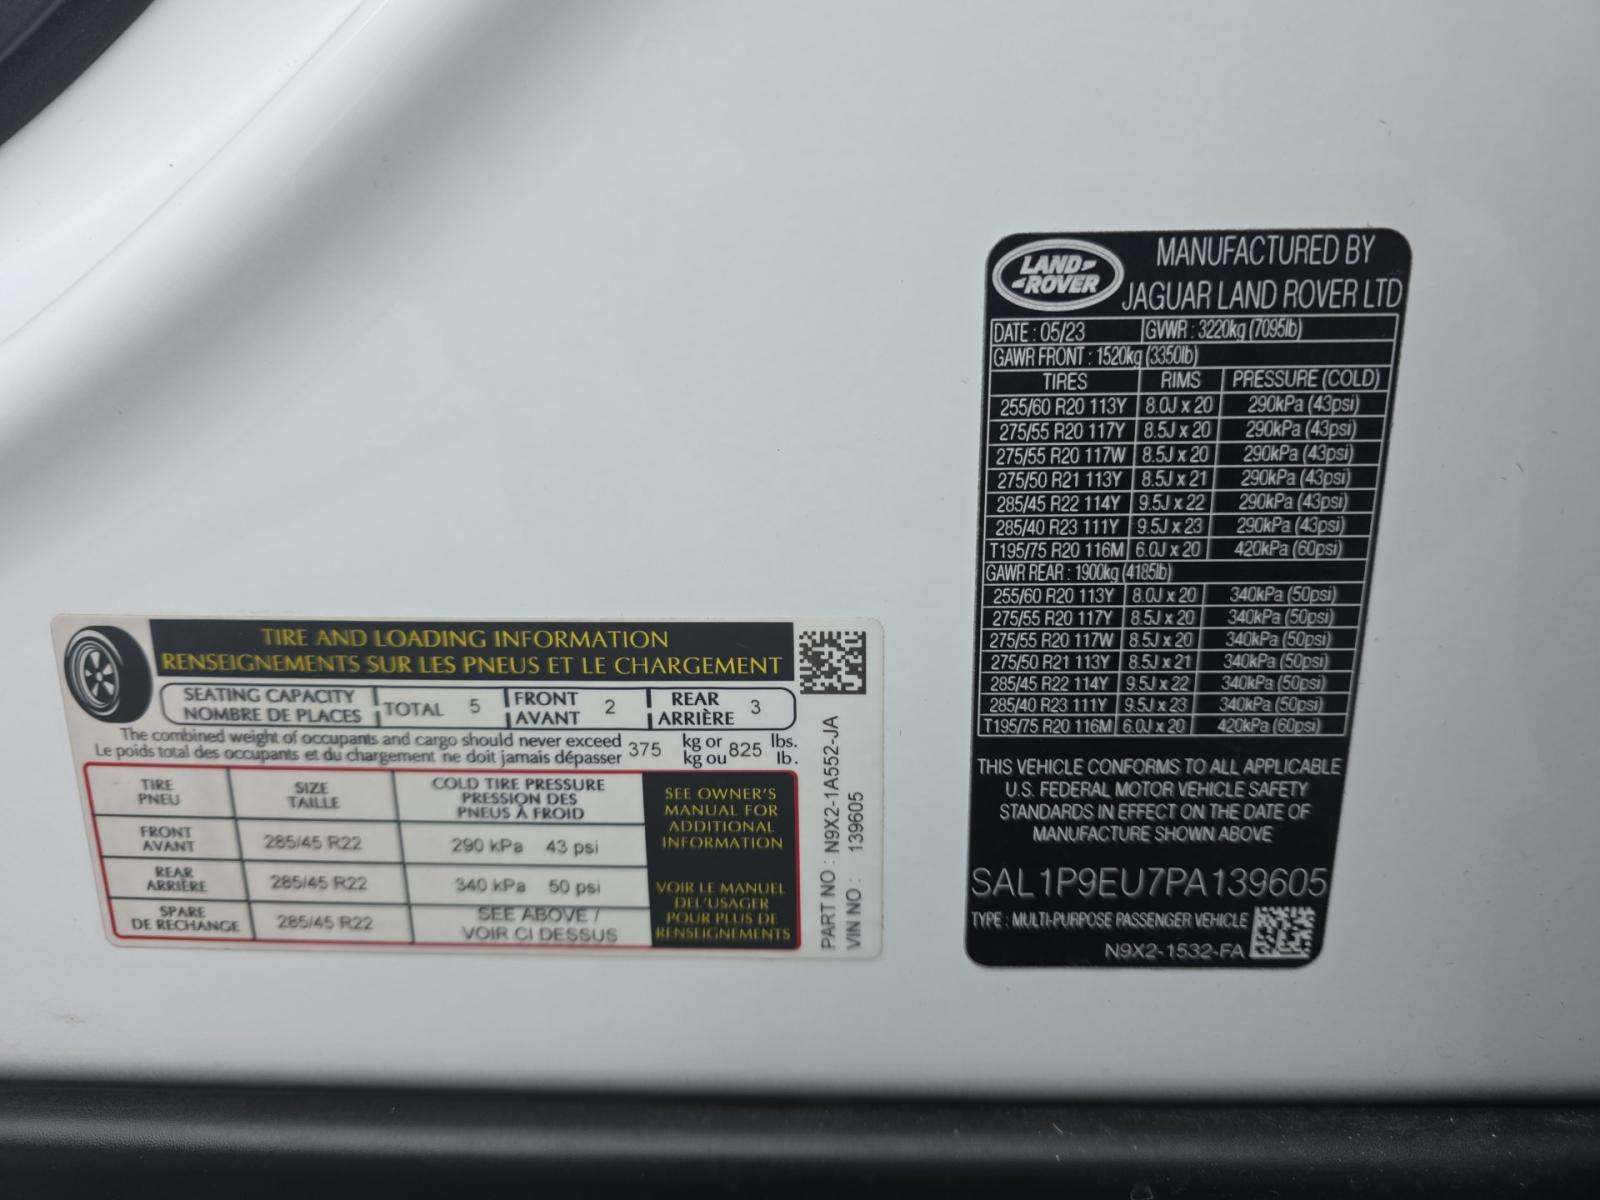 TIRE AND LOADING INFORMATION
RENSEIGNEMENTS SUR LES PNEUS ET LE CHARGEMENT
SEATING CAPACITY
NOMBRE DE PLACES
TOTAL 5
FRONT
AVANT
2
REAR
ARRIÈRE
3
The combined weight of occupants and cargo should never exceed
Le poids total des occupants et du chargement ne doit jamais dépasser
375
kg or
kg ou
825
lbs.
lb.
TIRE
PNEU
SIZE
TAILLE
COLD TIRE PRESSURE
PRESSION DES
PNEUS À FROID
FRONT
AVANT
285/45 R22
290 kPa 43 psi
REAR
ARRIÈRE
285/45 R22
340 kPa 50 psi
SPARE
DE RECHANGE
285/45 R22
SEE ABOVE /
VOIR CI DESSUS
SEE OWNER'S
MANUAL FOR
ADDITIONAL
INFORMATION
VOIR LE MANUEL
DEL'USAGER
POUR PLUS DE
RENSEIGNEMENTS
PART NO : N9X2-1A552-JA
VIN NO : 139605
LAND
ROVER
MANUFACTURED BY
JAGUAR LAND ROVER LTD
DATE : 05/23 GVWR : 3220kg (7095lb)
GAWR FRONT : 1520kg (3350lb)
TIRES RIMS PRESSURE (COLD)
255/60 R20 113Y 8.0J x 20 290kPa (43psi)
275/55 R20 117Y 8.5J x 20 290kPa (43psi)
275/55 R20 117W 8.5J x 20 290kPa (43psi)
275/50 R21 113Y 8.5J x 21 290kPa (43psi)
285/45 R22 114Y 9.5J x 22 290kPa (43psi)
285/40 R23 111Y 9.5J x 23 290kPa (43psi)
T195/75 R20 116M 6.0J x 20 420kPa (60psi)
GAWR REAR : 1900kg (4185lb)
255/60 R20 113Y 8.0J x 20 340kPa (50psi)
275/55 R20 117Y 8.5J x 20 340kPa (50psi)
275/55 R20 117W 8.5J x 20 340kPa (50psi)
275/50 R21 113Y 8.5J x 21 340kPa (50psi)
285/45 R22 114Y 9.5J x 22 340kPa (50psi)
285/40 R23 111Y 9.5J x 23 340kPa (50psi)
T195/75 R20 116M 6.0J x 20 420kPa (60psi)
THIS VEHICLE CONFORMS TO ALL APPLICABLE
U.S. FEDERAL MOTOR VEHICLE SAFETY
STANDARDS IN EFFECT ON THE DATE OF
MANUFACTURE SHOWN ABOVE
SAL1P9EU7PA139605
TYPE : MULTI-PURPOSE PASSENGER VEHICLE
N9X2-1532-FA